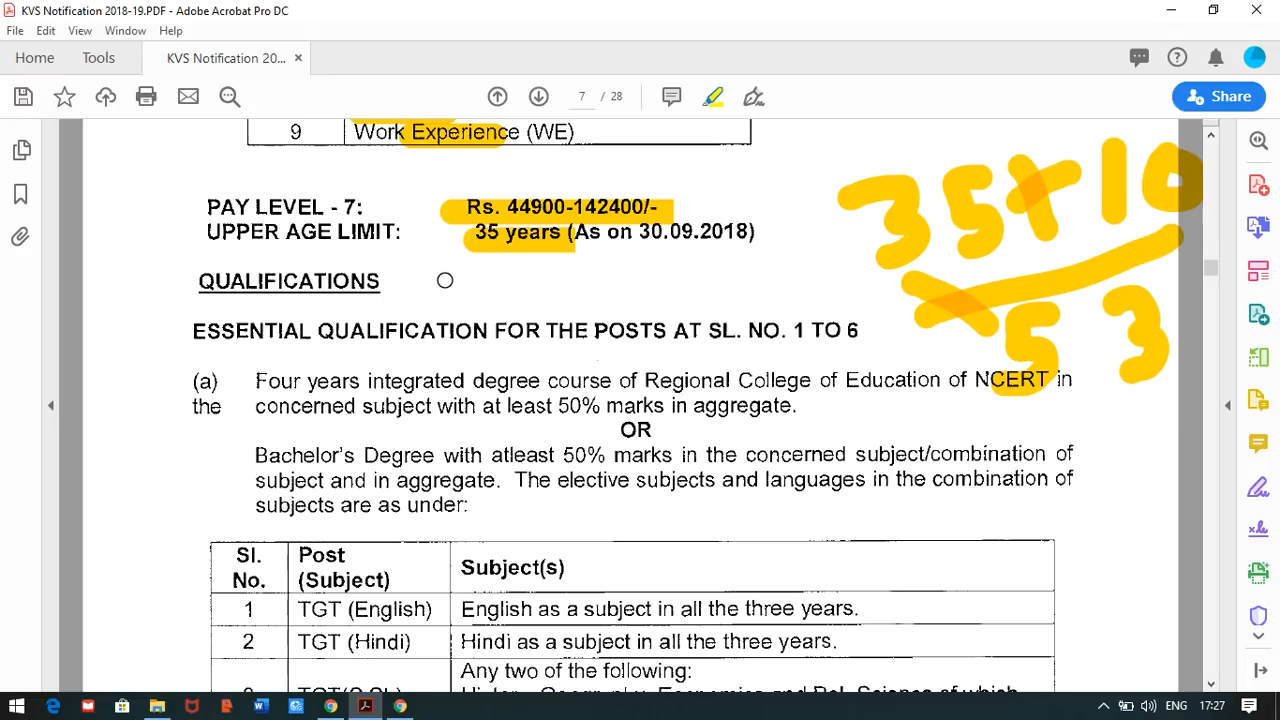 KVS Notification 2018-19.PDF - Adobe Acrobat Pro DC
File Edit View Window Help
Home Tools KVS Notification 20... ×
7 / 28
Share
9 Work Experience (WE)
PAY LEVEL - 7: Rs. 44900-142400/-
UPPER AGE LIMIT: 35 years (As on 30.09.2018)
35+10
53
QUALIFICATIONS
ESSENTIAL QUALIFICATION FOR THE POSTS AT SL. NO. 1 TO 6
(a) Four years integrated degree course of Regional College of Education of NCERT in
the concerned subject with at least 50% marks in aggregate.
OR
Bachelor's Degree with atleast 50% marks in the concerned subject/combination of
subject and in aggregate. The elective subjects and languages in the combination of
subjects are as under:
Sl. No. Post (Subject) Subject(s)
1 TGT (English) English as a subject in all the three years.
2 TGT (Hindi) Hindi as a subject in all the three years.
Any two of the following:
ENG 17:27